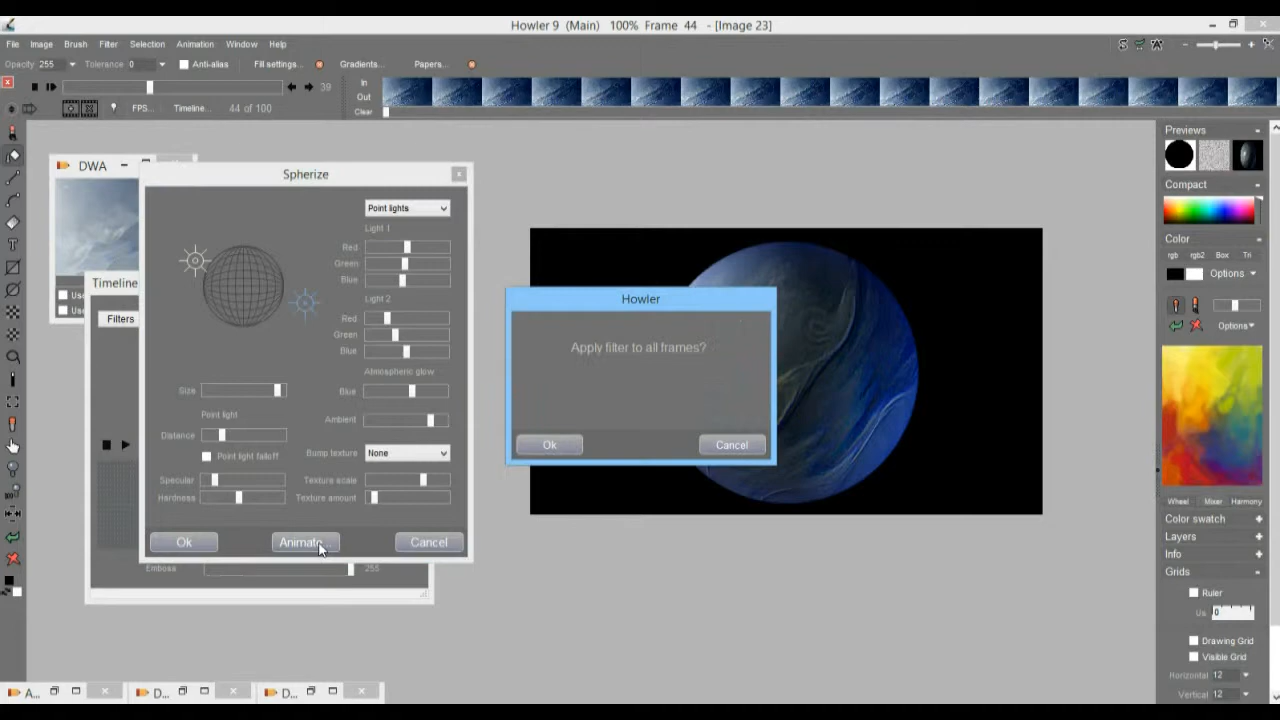 Howler 9 (Main) 100% Frame 44 - [Image 23]
File Image Brush Filter Selection Animation Window Help
Opacity 255 Tolerance 0 Anti-alias Fill settings... Gradients... Papers...
39
In
Out
Clear
FPS... Timeline... 44 of 100
DWA
Timeline
Filters
Spherize
Point lights
Light 1
Red
Green
Blue
Light 2
Red
Green
Blue
Atmospheric glow
Size
Blue
Point light
Ambient
Distance
Point light falloff
Bump texture None
Specular
Texture scale
Hardness
Texture amount
Ok
Animate...
Cancel
Emboss 255
Howler
Apply filter to all frames?
Ok
Cancel
Previews
Compact
Color
rgb rgb2 Box Tri
Options
Options
Wheel Mixer Harmony
Color swatch
Layers
Info
Grids
Ruler
0
Drawing Grid
Visible Grid
Horizontal 12
Vertical 12
A... D... D...